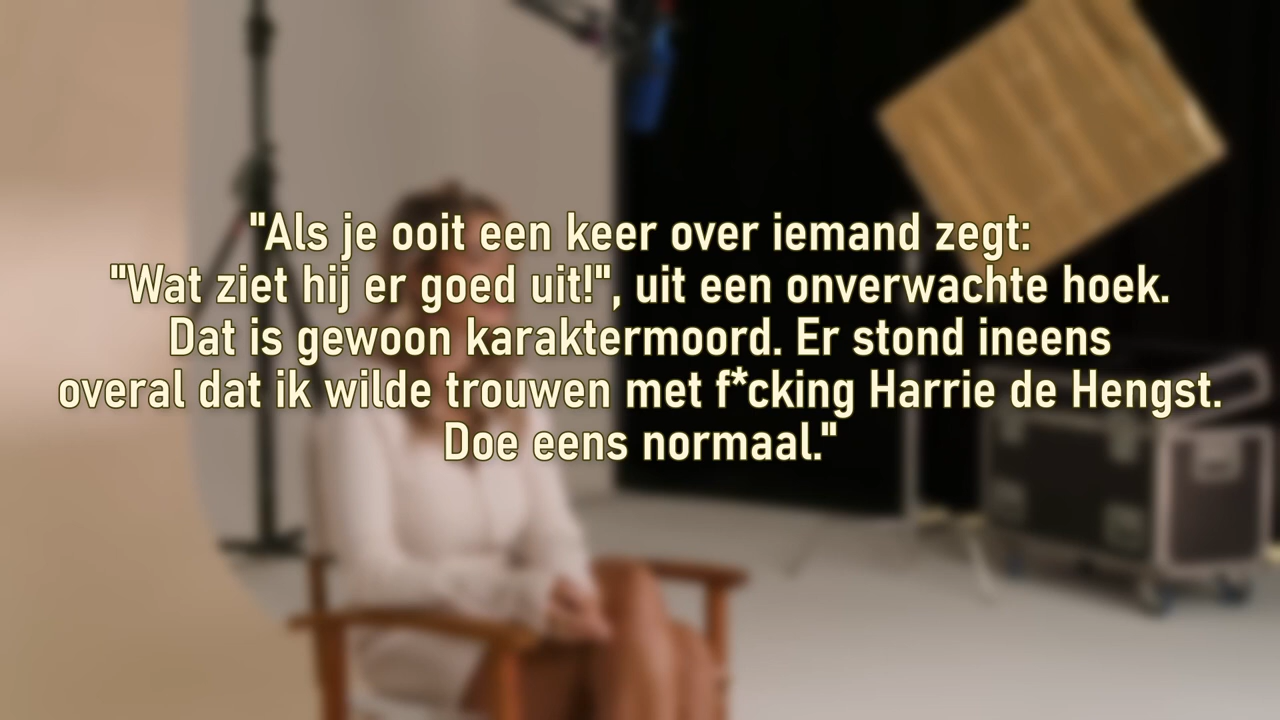 "Als je ooit een keer over iemand zegt:
"Wat ziet hij er goed uit!", uit een onverwachte hoek.
Dat is gewoon karaktermoord. Er stond ineens
overal dat ik wilde trouwen met f*cking Harrie de Hengst.
Doe eens normaal."